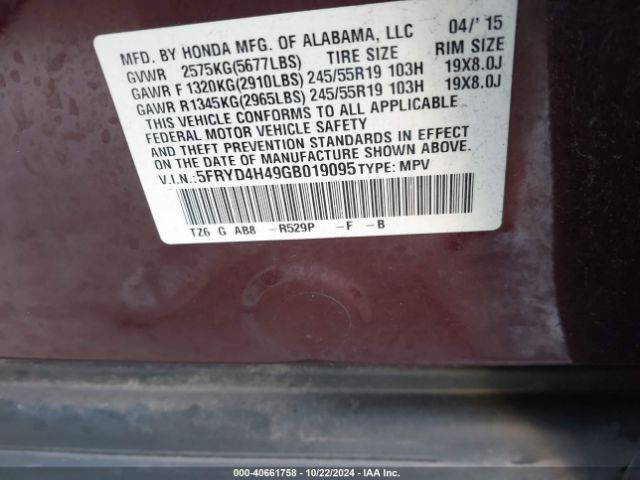 MFD. BY HONDA MFG. OF ALABAMA, LLC 04/'15
GVWR 2575KG(5677LBS) TIRE SIZE RIM SIZE
GAWR F 1320KG(2910LBS) 245/55R19 103H 19X8.0J
GAWR R1345KG(2965LBS) 245/55R19 103H 19X8.0J
THIS VEHICLE CONFORMS TO ALL APPLICABLE
FEDERAL MOTOR VEHICLE SAFETY
AND THEFT PREVENTION STANDARDS IN EFFECT
ON THE DATE OF MANUFACTURE SHOWN ABOVE.
V.I.N.:5FRYD4H49GB019095 TYPE: MPV
TZ6 G AB8 -R529P -F -B
000-40661758 - 10/22/2024 - IAA, Inc.